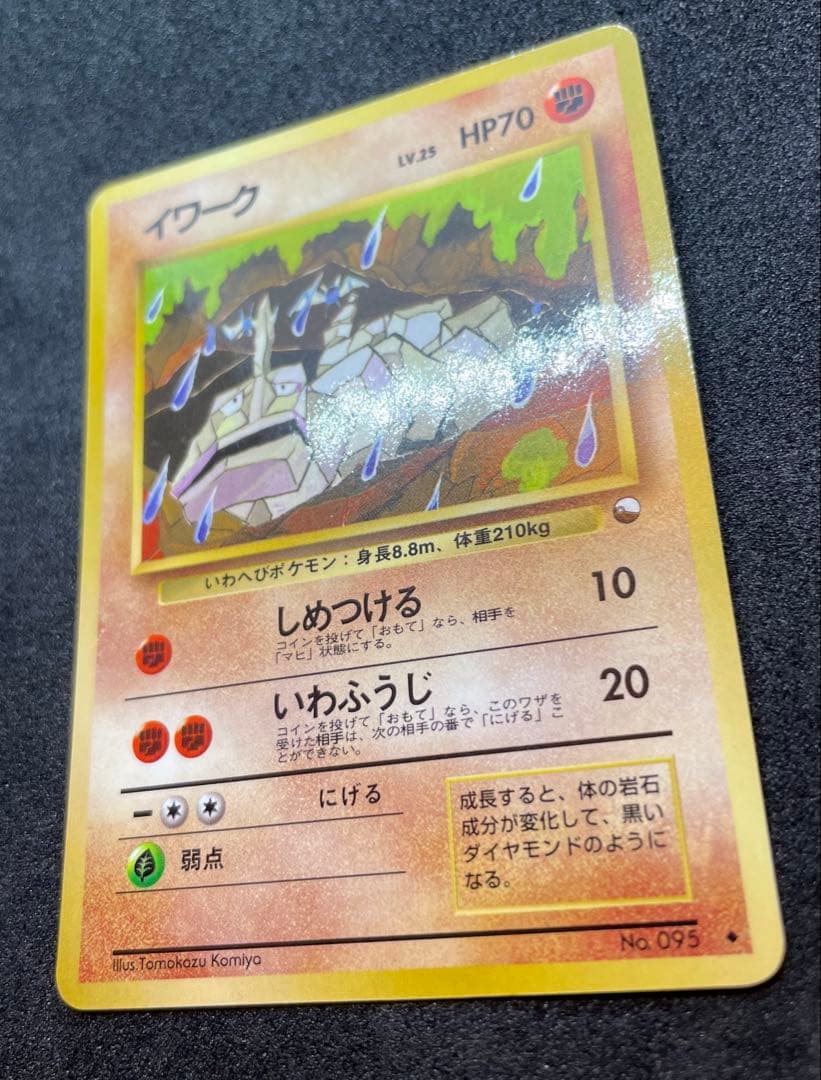 イワーク LV.25 HP70
いわへびポケモン：身長8.8m、体重210kg
しめつける 10
コインを投げて「おもて」なら、相手を
「マヒ」状態にする。
いわふうじ 20
コインを投げて「おもて」なら、このワザを
受けた相手は、次の相手の番で「にげる」こ
とができない。
ー にげる
弱点
成長すると、体の岩石
成分が変化して、黒い
ダイヤモンドのように
なる。
Illus.Tomokazu Komiya No. 095